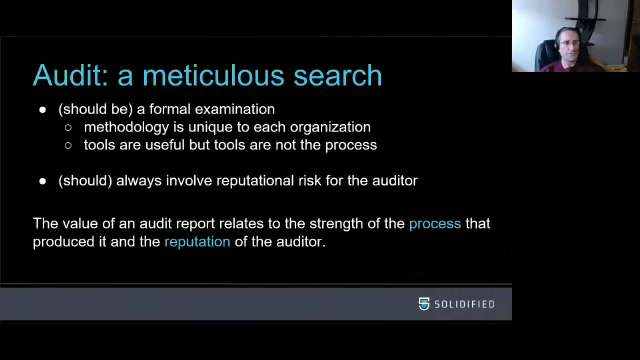 Audit: a meticulous search
● (should be) a formal examination
○ methodology is unique to each organization
○ tools are useful but tools are not the process
● (should) always involve reputational risk for the auditor
The value of an audit report relates to the strength of the process that
produced it and the reputation of the auditor.
SOLIDIFIED